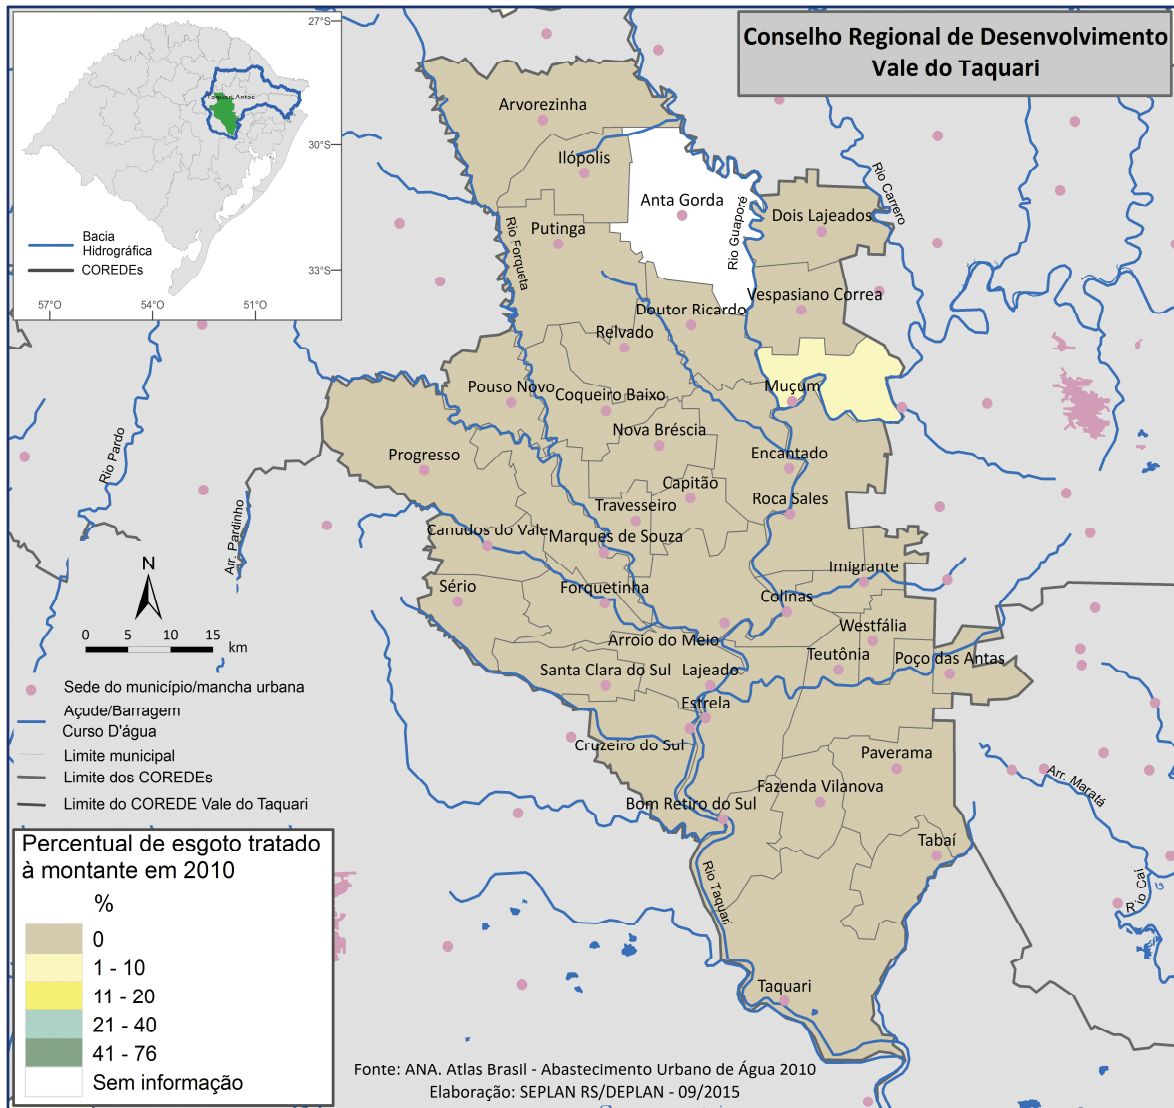 Conselho Regional de Desenvolvimento
Vale do Taquari
27°S
30°S
33°S
57°O
54°O
51°O
Taquari Antas
Bacia
Hidrográfica
COREDEs
Arvorezinha
Ilópolis
Anta Gorda
Putinga
Dois Lajeados
Rio Carrero
Rio Guaporé
Rio Forqueta
Vespasiano Correa
Doutor Ricardo
Relvado
Muçum
Pouso Novo
Coqueiro Baixo
Nova Bréscia
Progresso
Encantado
Capitão
Roca Sales
Travesseiro
Rio Pardo
Arr. Pardinho
Canudos do Vale
Marques de Souza
Imigrante
Sério
Forquetinha
Colinas
Westfália
Arroio do Meio
Teutônia
Poço das Antas
Santa Clara do Sul
Lajeado
Estrela
Cruzeiro do Sul
Paverama
Fazenda Vilanova
Bom Retiro do Sul
Tabaí
Arr. Maratá
Rio Caí
Rio Taquari
Taquari
N
0 5 10 15
km
Sede do município/mancha urbana
Açude/Barragem
Curso D'água
Limite municipal
Limite dos COREDEs
Limite do COREDE Vale do Taquari
Percentual de esgoto tratado
à montante em 2010
%
0
1 - 10
11 - 20
21 - 40
41 - 76
Sem informação
Fonte: ANA. Atlas Brasil - Abastecimento Urbano de Água 2010
Elaboração: SEPLAN RS/DEPLAN - 09/2015